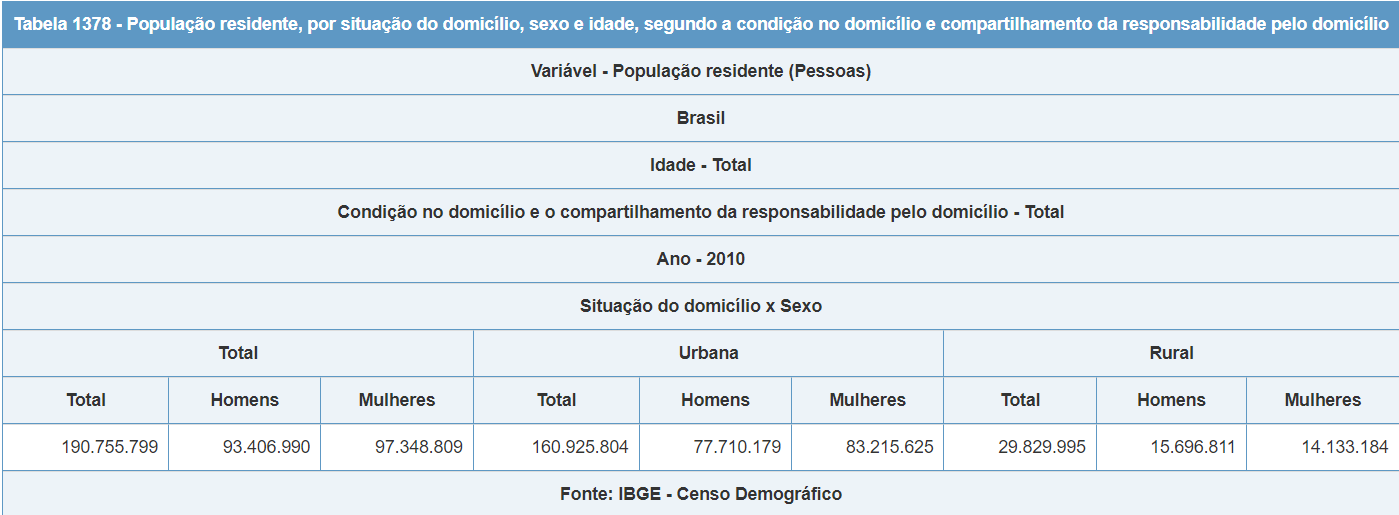 Tabela 1378 - População residente, por situação do domicílio, sexo e idade, segundo a condição no domicílio e compartilhamento da responsabilidade pelo domicílio
Variável - População residente (Pessoas)
Brasil
Idade - Total
Condição no domicílio e o compartilhamento da responsabilidade pelo domicílio - Total
Ano - 2010
Situação do domicílio x Sexo
Total Urbana Rural
Total Homens Mulheres Total Homens Mulheres Total Homens Mulheres
190.755.799 93.406.990 97.348.809 160.925.804 77.710.179 83.215.625 29.829.995 15.696.811 14.133.184
Fonte: IBGE - Censo Demográfico